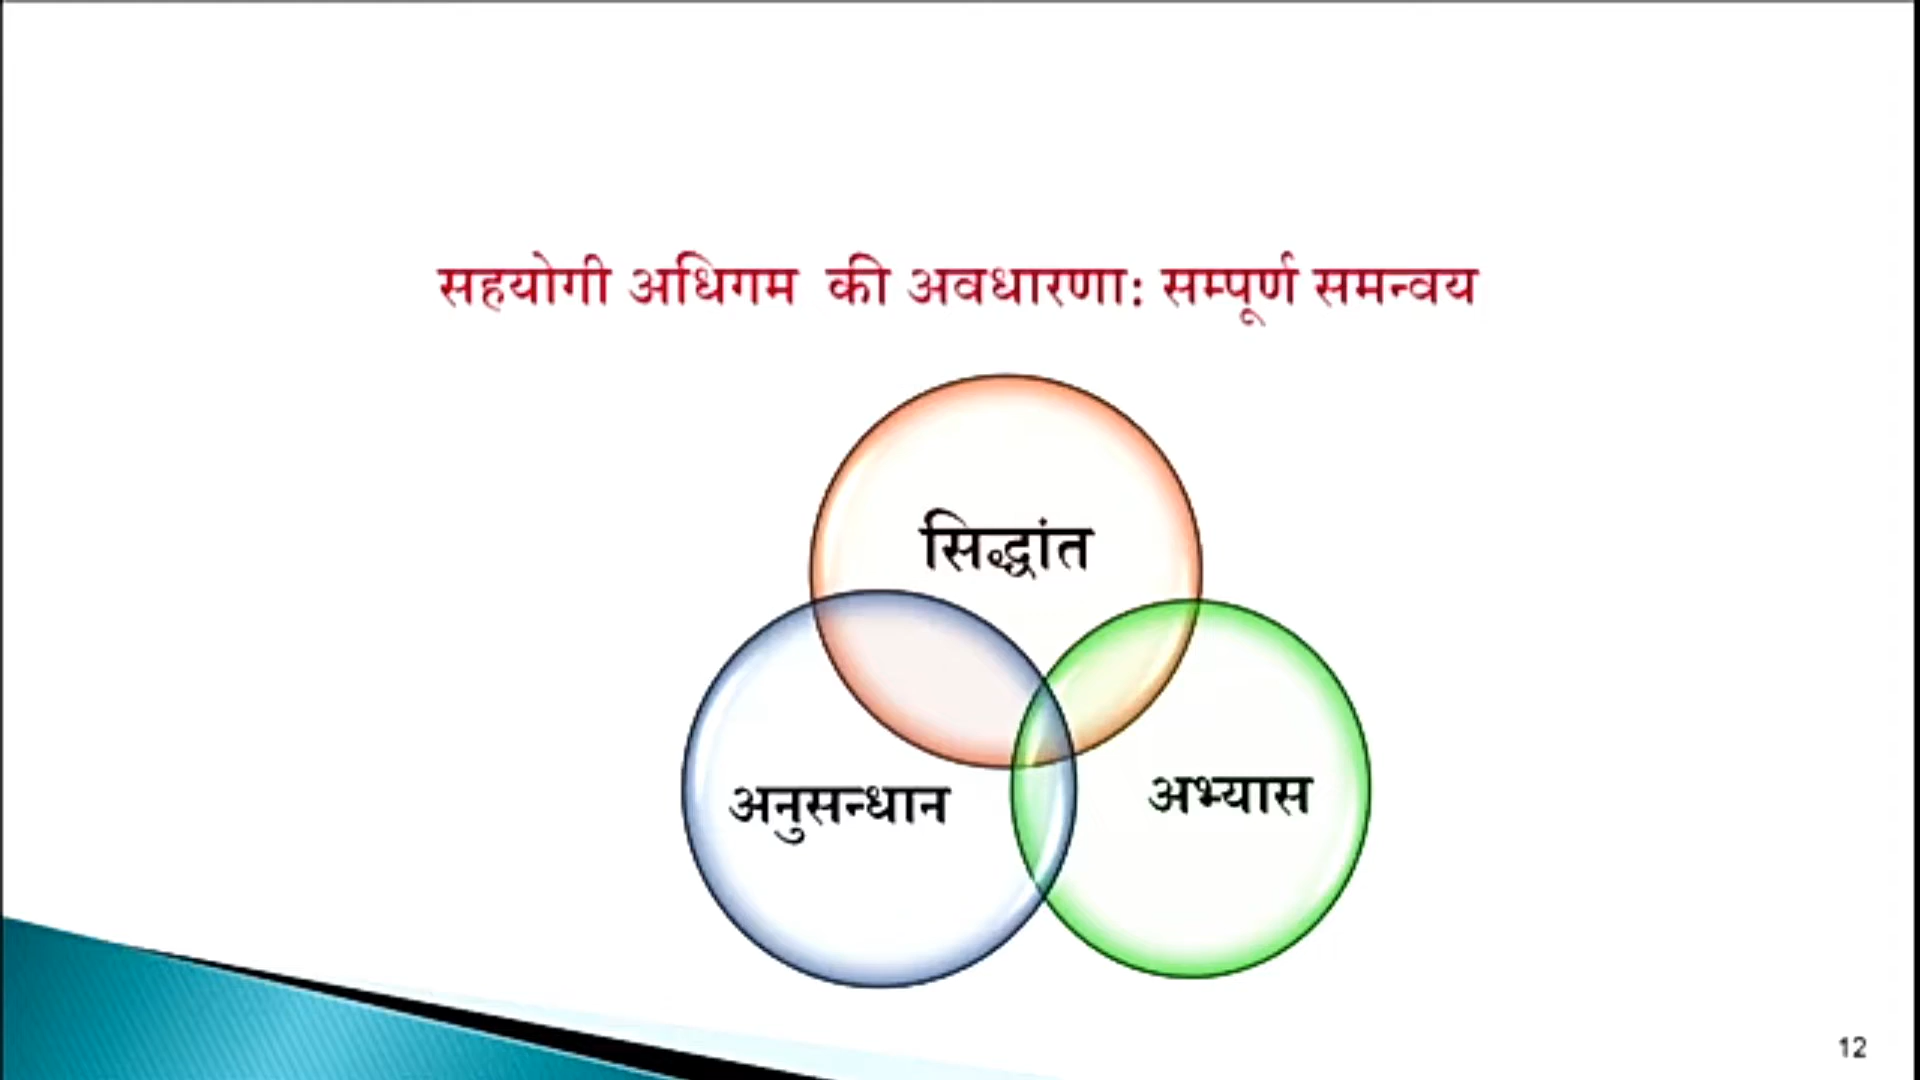 सहयोगी अधिगम की अवधारणा: सम्पूर्ण समन्वय
सिद्धांत
अनुसन्धान
अभ्यास
12